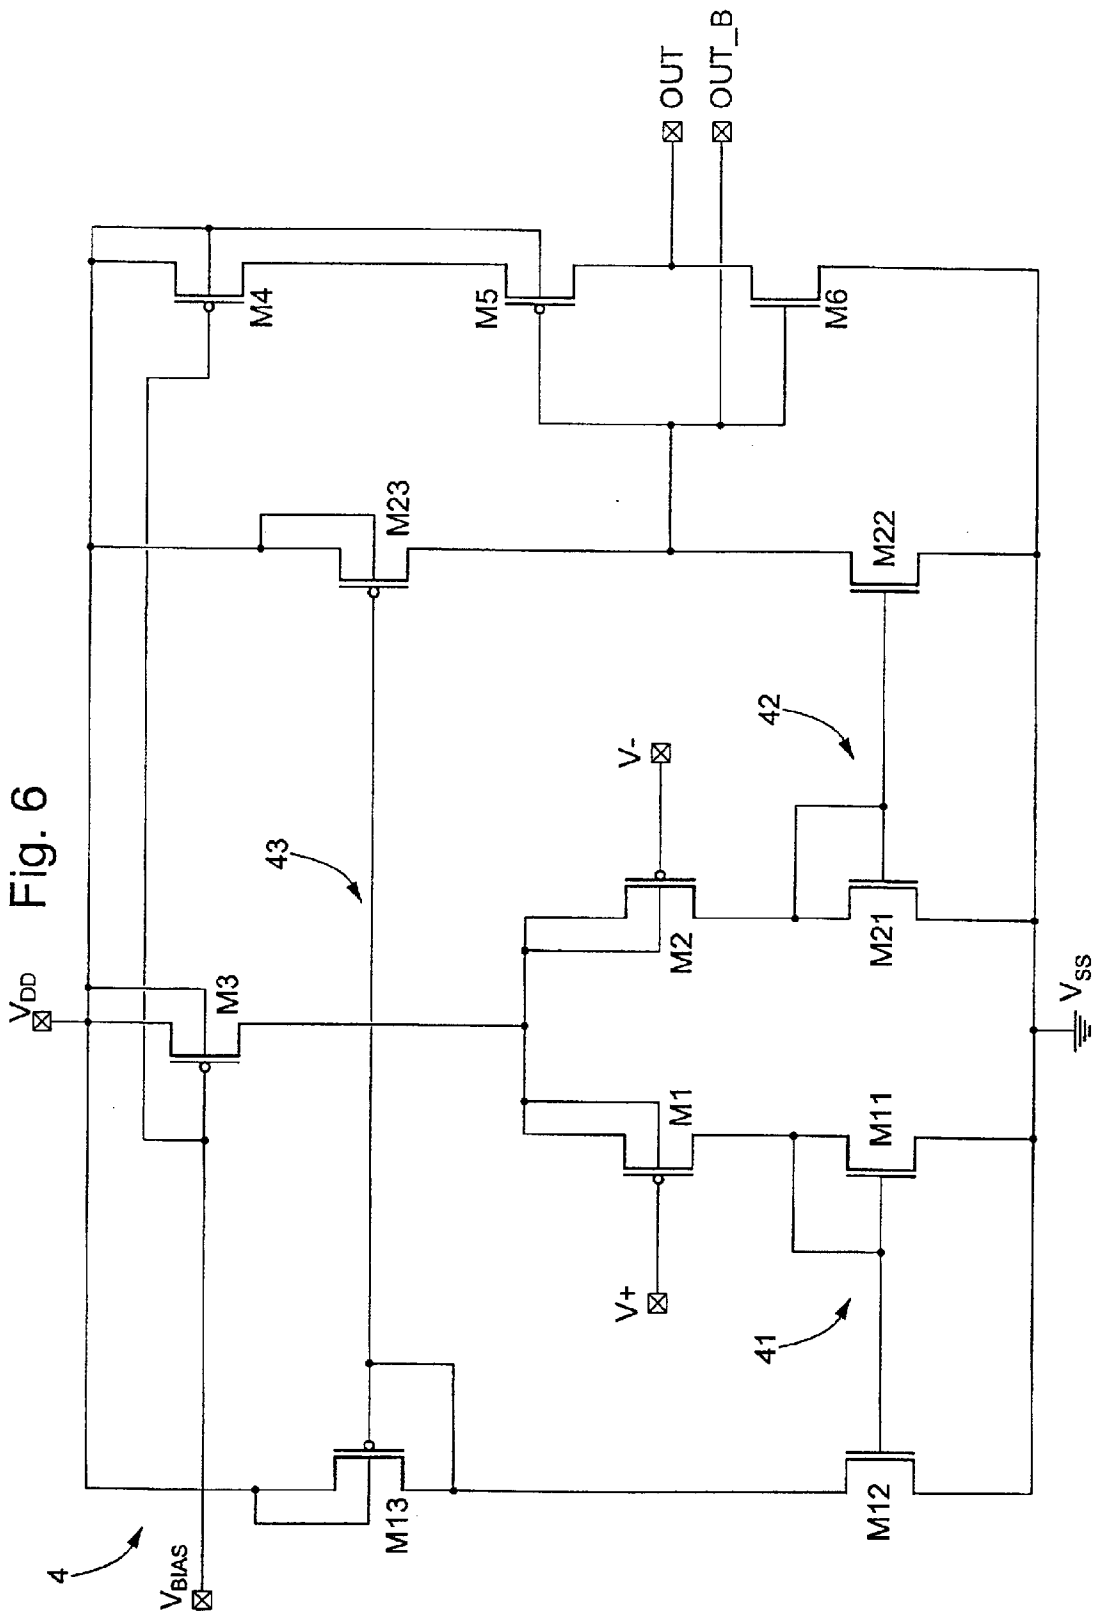 Fig. 6
4
V_BIAS
V_DD
M3
M4
M13
43
M23
M5
OUT
OUT_B
V+
M1
M2
V-
M6
41
42
M12
M11
M21
M22
V_SS